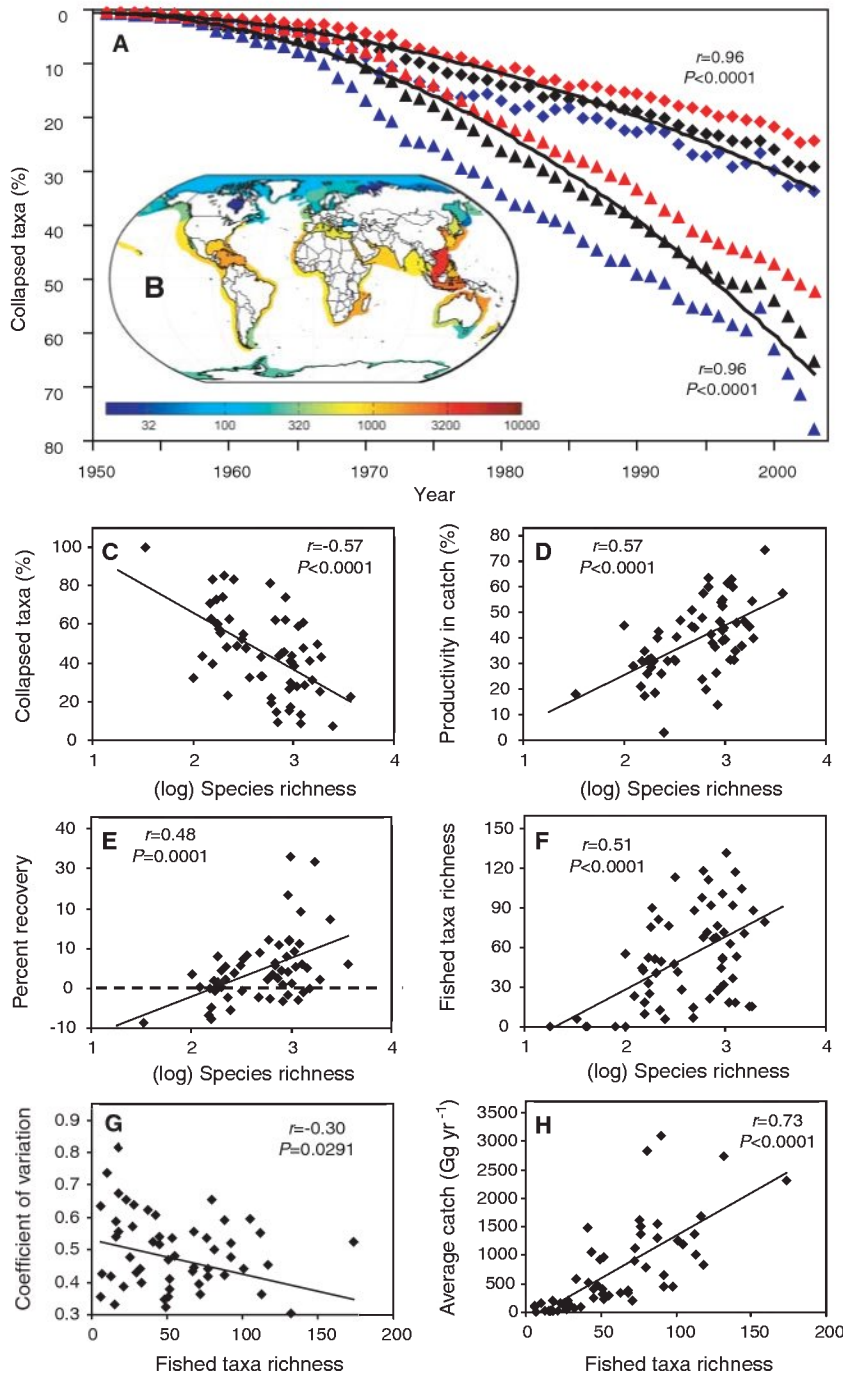 A
0
10
20
30
40
50
60
70
80
Collapsed taxa (%)
r=0.96
P<0.0001
B
r=0.96
P<0.0001
32 100 320 1000 3200 10000
1950 1960 1970 1980 1990 2000
Year
C
r=-0.57
P<0.0001
100
80
60
40
20
0
Collapsed taxa (%)
1 2 3 4
(log) Species richness
D
r=0.57
P<0.0001
80
70
60
50
40
30
20
10
0
Productivity in catch (%)
1 2 3 4
(log) Species richness
E
r=0.48
P=0.0001
40
30
10
10
0
-10
Percent recovery
1 2 3 4
(log) Species richness
F
r=0.51
P<0.0001
150
120
90
60
30
0
Fished taxa richness
1 2 3 4
(log) Species richness
G
r=-0.30
P=0.0291
0.9
0.8
0.7
0.6
0.5
0.4
0.3
Coefficient of variation
0 50 100 150 200
Fished taxa richness
H
r=0.73
P<0.0001
3500
3000
2500
2000
1500
1000
500
0
Average catch (Gg yr⁻¹)
0 50 100 150 200
Fished taxa richness